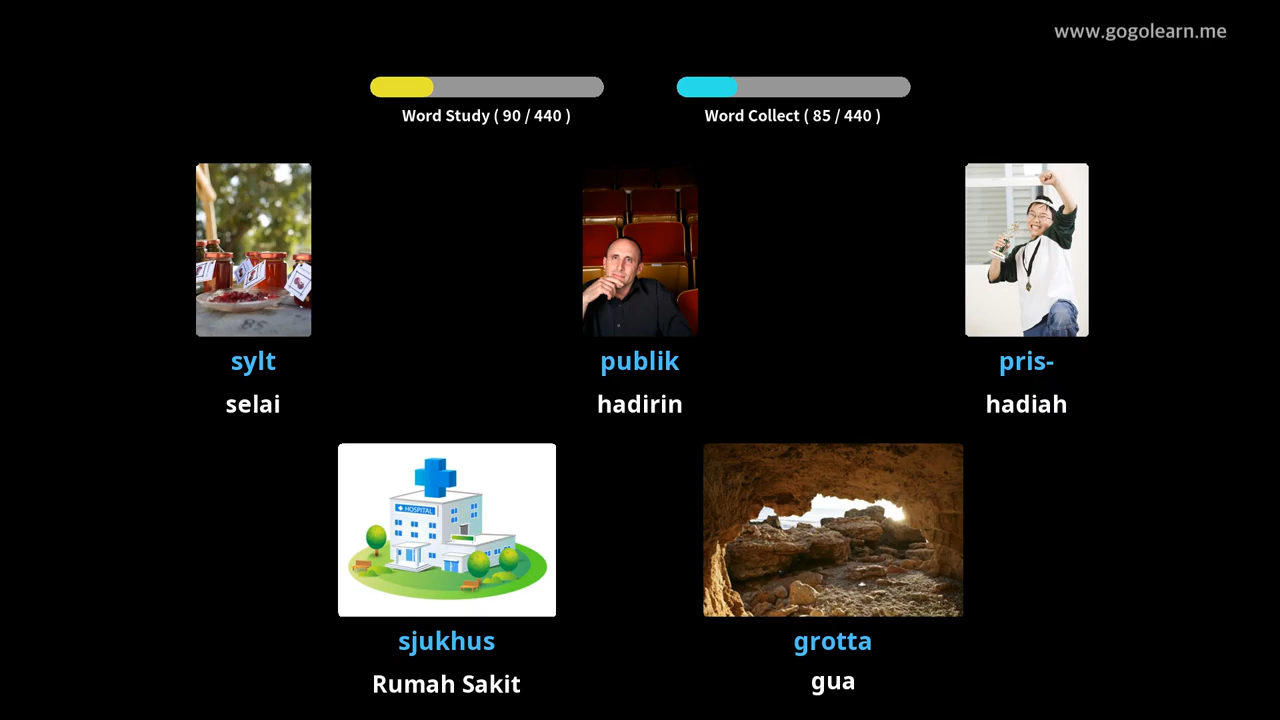 www.gogolearn.me
Word Study ( 90 / 440 )
Word Collect ( 85 / 440 )
sylt
selai
publik
hadirin
pris-
hadiah
HOSPITAL
sjukhus
Rumah Sakit
grotta
gua